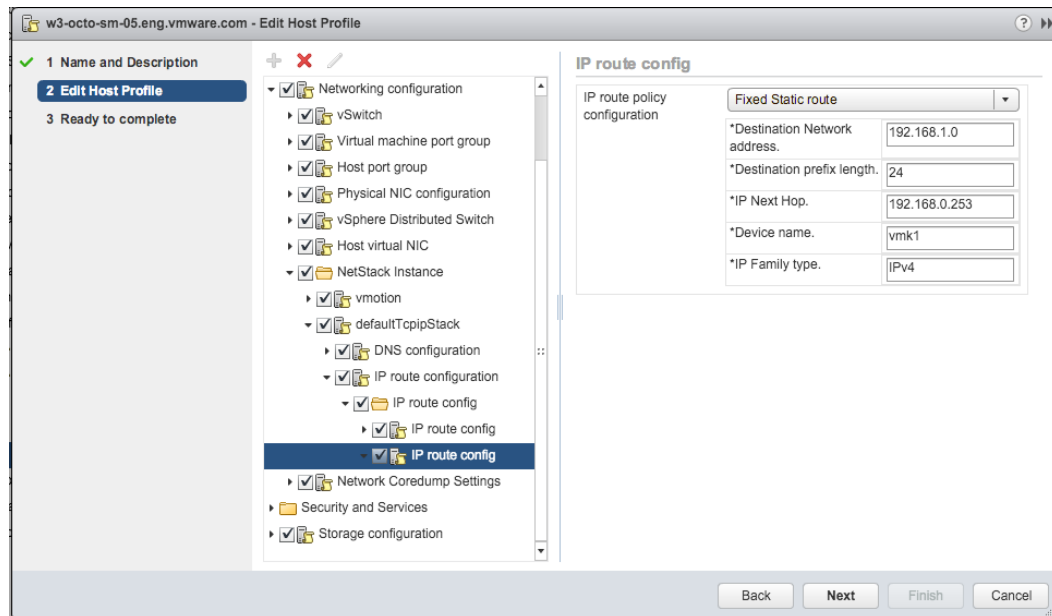 w3-octo-sm-05.eng.vmware.com - Edit Host Profile
?
1 Name and Description
2 Edit Host Profile
3 Ready to complete
Networking configuration
vSwitch
Virtual machine port group
Host port group
Physical NIC configuration
vSphere Distributed Switch
Host virtual NIC
NetStack Instance
vmotion
defaultTcpipStack
DNS configuration
IP route configuration
IP route config
IP route config
IP route config
Network Coredump Settings
Security and Services
Storage configuration
IP route config
IP route policy
configuration
Fixed Static route
*Destination Network
address.
192.168.1.0
*Destination prefix length.
24
*IP Next Hop.
192.168.0.253
*Device name.
vmk1
*IP Family type.
IPv4
Back
Next
Finish
Cancel